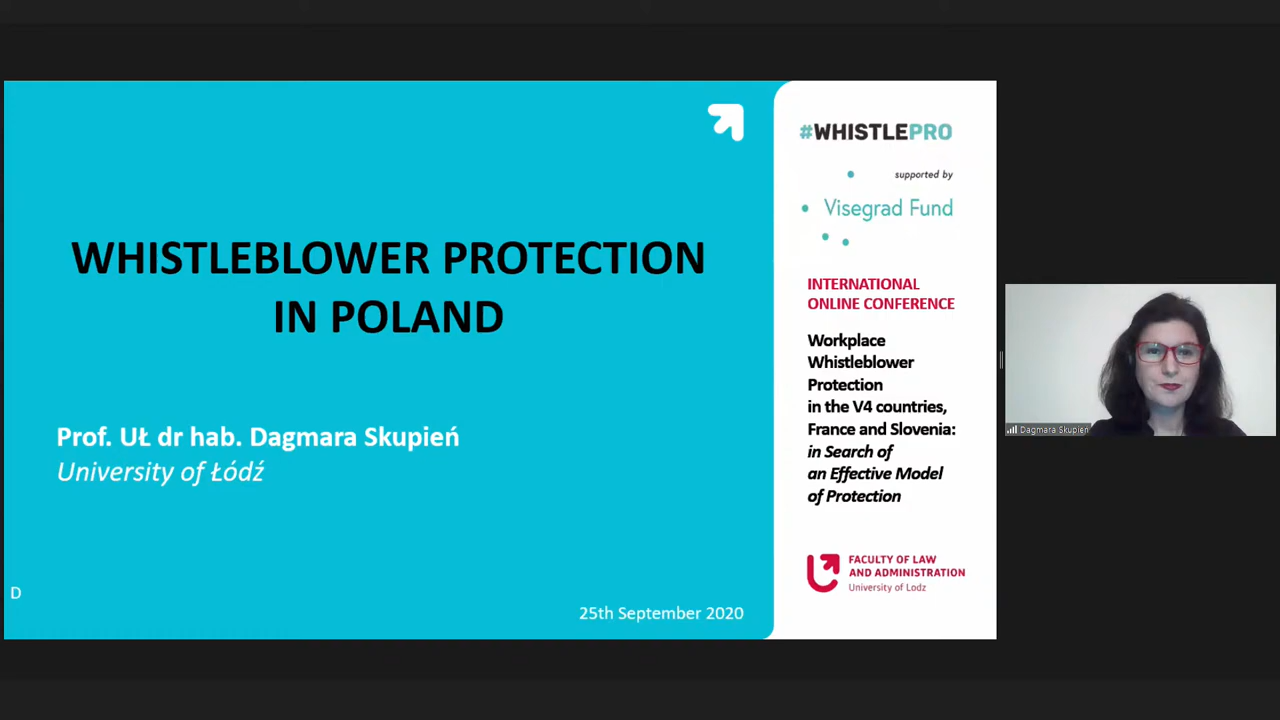 WHISTLEBLOWER PROTECTION
IN POLAND
Prof. UŁ dr hab. Dagmara Skupień
University of Łódź
D
25th September 2020
#WHISTLEPRO
supported by
Visegrad Fund
INTERNATIONAL
ONLINE CONFERENCE
Workplace
Whistleblower
Protection
in the V4 countries,
France and Slovenia:
in Search of
an Effective Model
of Protection
FACULTY OF LAW
AND ADMINISTRATION
University of Lodz
Dagmara Skupień